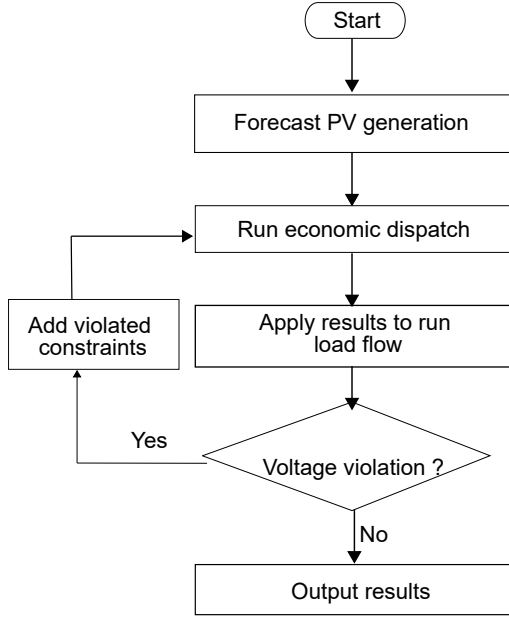 Start
Forecast PV generation
Run economic dispatch
Add violated
constraints
Apply results to run
load flow
Yes
Voltage violation ?
No
Output results